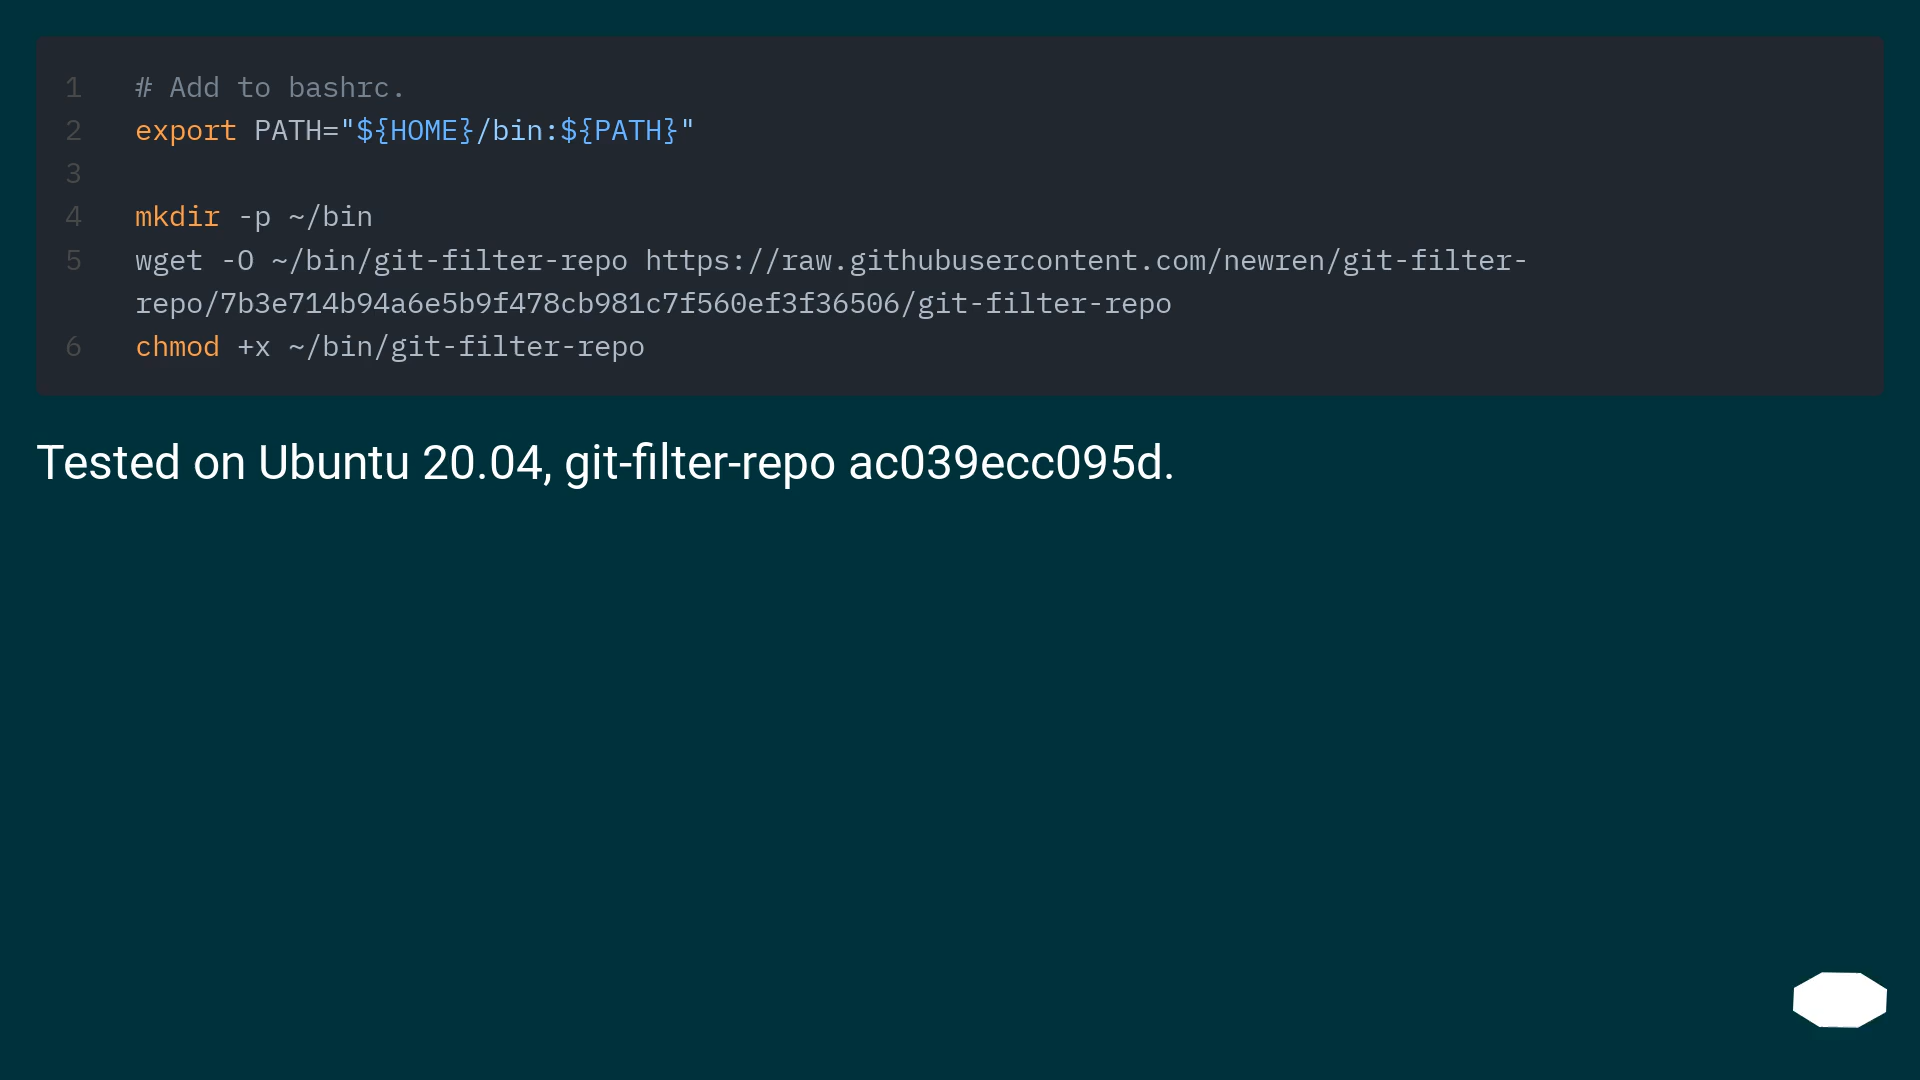 1 # Add to bashrc.
2 export PATH="${HOME}/bin:${PATH}"
3
4 mkdir -p ~/bin
5 wget -O ~/bin/git-filter-repo https://raw.githubusercontent.com/newren/git-filter-
repo/7b3e714b94a6e5b9f478cb981c7f560ef3f36506/git-filter-repo
6 chmod +x ~/bin/git-filter-repo
Tested on Ubuntu 20.04, git-filter-repo ac039ecc095d.